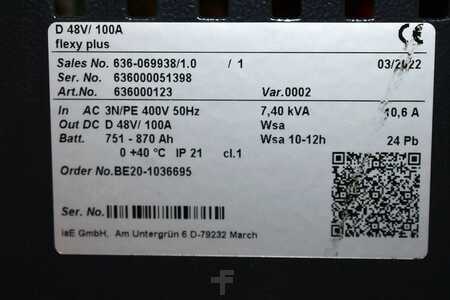 D 48V/ 100A
flexy plus
Sales No. 636-069938/1.0 / 1 03/2022
Ser. No. 636000051398
Art.No. 636000123 Var.0002
In AC 3N/PE 400V 50Hz 7,40 kVA 10,6 A
Out DC D 48V/ 100A Wsa
Batt. 751 - 870 Ah Wsa 10-12h 24 Pb
0 +40 °C IP 21 cl.1
Order No.BE20-1036695
Ser. No.
iaE GmbH, Am Untergrün 6 D-79232 March